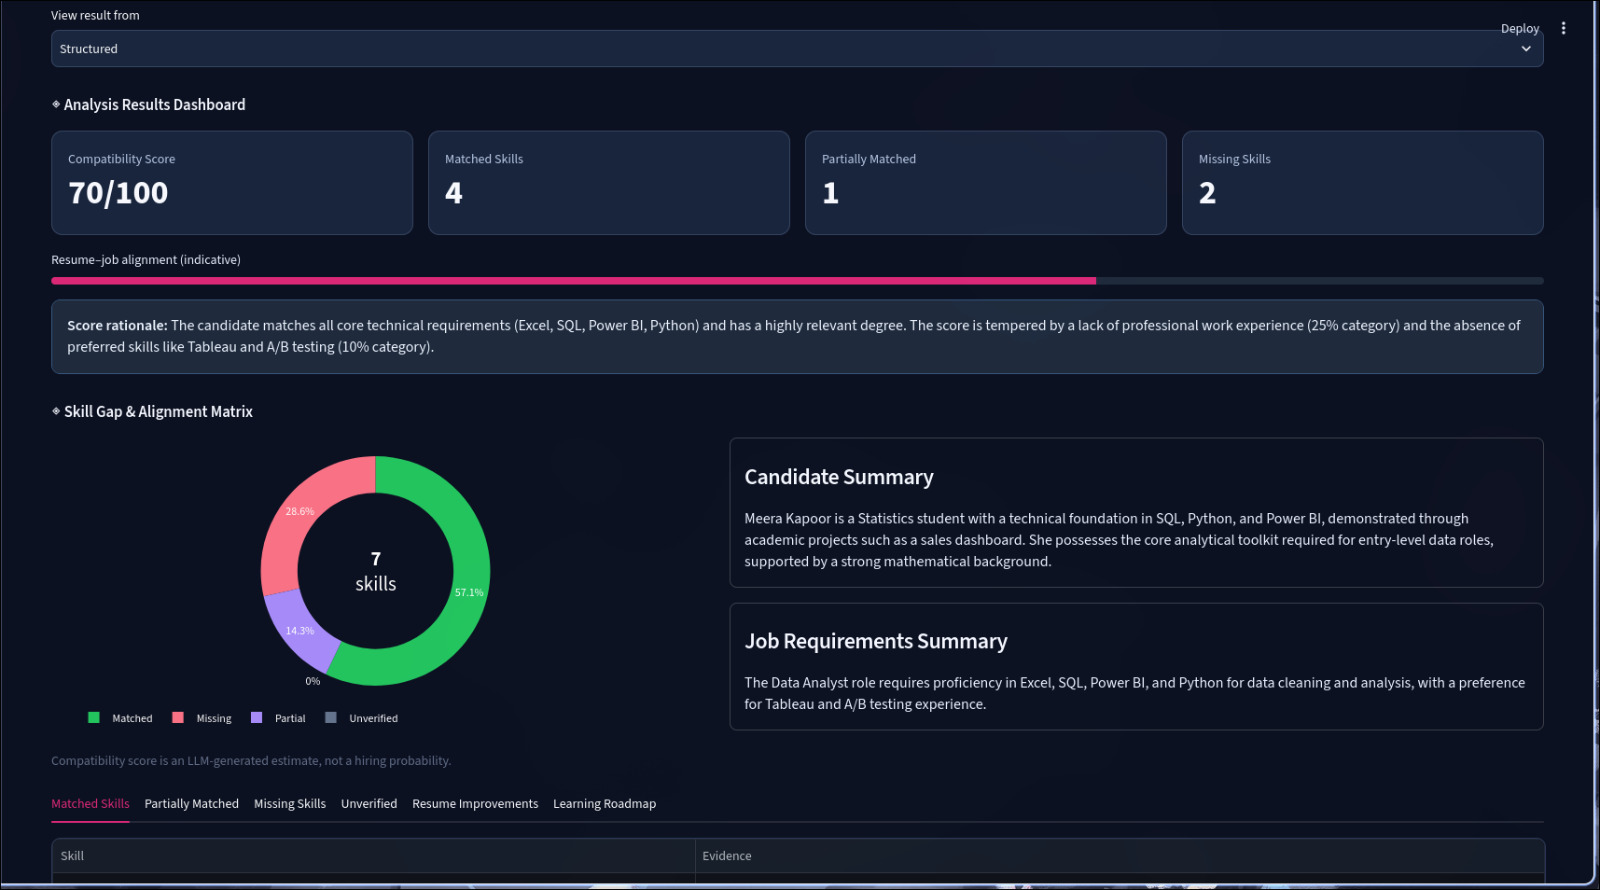 View result from
Deploy
Structured
Analysis Results Dashboard
Compatibility Score
70/100
Matched Skills
4
Partially Matched
1
Missing Skills
2
Resume–job alignment (indicative)
Score rationale: The candidate matches all core technical requirements (Excel, SQL, Power BI, Python) and has a highly relevant degree. The score is tempered by a lack of professional work experience (25% category) and the absence of
preferred skills like Tableau and A/B testing (10% category).
Skill Gap & Alignment Matrix
28.6%
7
skills
57.1%
14.3%
0%
Matched
Missing
Partial
Unverified
Candidate Summary
Meera Kapoor is a Statistics student with a technical foundation in SQL, Python, and Power BI, demonstrated through
academic projects such as a sales dashboard. She possesses the core analytical toolkit required for entry-level data roles,
supported by a strong mathematical background.
Job Requirements Summary
The Data Analyst role requires proficiency in Excel, SQL, Power BI, and Python for data cleaning and analysis, with a preference
for Tableau and A/B testing experience.
Compatibility score is an LLM-generated estimate, not a hiring probability.
Matched Skills
Partially Matched
Missing Skills
Unverified
Resume Improvements
Learning Roadmap
Skill
Evidence